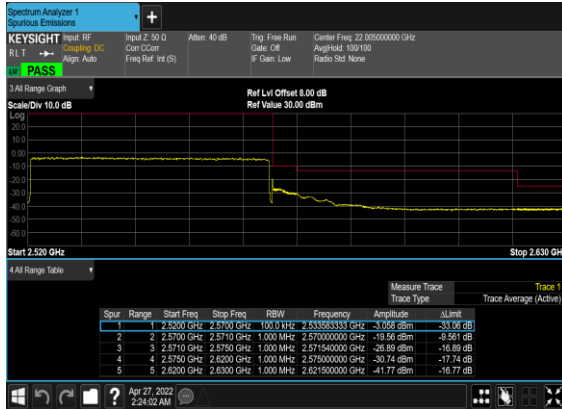 Spectrum Analyzer 1
Spurious Emissions
KEYSIGHT Input: RF Input Z: 50 Ω Atten: 40 dB Trig: Free Run Center Freq: 22.005000000 GHz
RLT Coupling: DC Corr CCorr Gate: Off Avg|Hold: 100/100
Align: Auto Freq Ref: Int (S) IF Gain: Low Radio Std: None
PASS
3 All Range Graph
Ref Lvl Offset 8.00 dB
Scale/Div 10.0 dB Ref Value 30.00 dBm
Log
20.0
10.0
0.00
-10.0
-20.0
-30.0
-40.0
-50.0
-60.0
Start 2.520 GHz Stop 2.630 GH
4 All Range Table
Measure Trace Trace 1
Trace Type Trace Average (Active)
Spur Range Start Freq Stop Freq RBW Frequency Amplitude ΔLimit
1 1 2.5200 GHz 2.5700 GHz 100.0 kHz 2.533583333 GHz -3.058 dBm -33.06 dB
2 2 2.5700 GHz 2.5710 GHz 1.000 MHz 2.570000000 GHz -19.56 dBm -9.561 dB
3 3 2.5710 GHz 2.5750 GHz 1.000 MHz 2.571540000 GHz -26.89 dBm -16.89 dB
4 4 2.5750 GHz 2.6200 GHz 1.000 MHz 2.575000000 GHz -30.74 dBm -17.74 dB
5 5 2.6200 GHz 2.6300 GHz 1.000 MHz 2.621500000 GHz -41.77 dBm -16.77 dB
?
Apr 27, 2022
2:24:02 AM